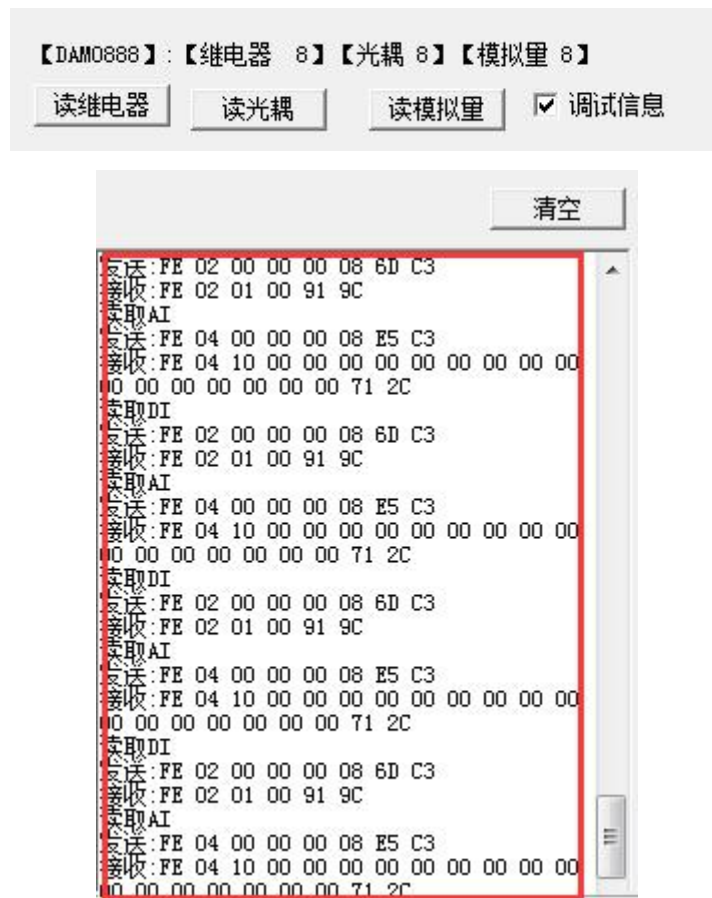 【DAM0888】:【继电器 8】【光耦 8】【模拟量 8】
读继电器 读光耦 读模拟量 调试信息
清空
发送:FE 02 00 00 00 08 6D C3
接收:FE 02 01 00 91 9C
读取AI
发送:FE 04 00 00 00 08 E5 C3
接收:FE 04 10 00 00 00 00 00 00 00 00 00
00 00 00 00 00 00 00 71 2C
读取DI
发送:FE 02 00 00 00 08 6D C3
接收:FE 02 01 00 91 9C
读取AI
发送:FE 04 00 00 00 08 E5 C3
接收:FE 04 10 00 00 00 00 00 00 00 00 00
00 00 00 00 00 00 00 71 2C
读取DI
发送:FE 02 00 00 00 08 6D C3
接收:FE 02 01 00 91 9C
读取AI
发送:FE 04 00 00 00 08 E5 C3
接收:FE 04 10 00 00 00 00 00 00 00 00 00
00 00 00 00 00 00 00 71 2C
读取DI
发送:FE 02 00 00 00 08 6D C3
接收:FE 02 01 00 91 9C
读取AI
发送:FE 04 00 00 00 08 E5 C3
接收:FE 04 10 00 00 00 00 00 00 00 00 00
00 00 00 00 00 00 00 71 2C